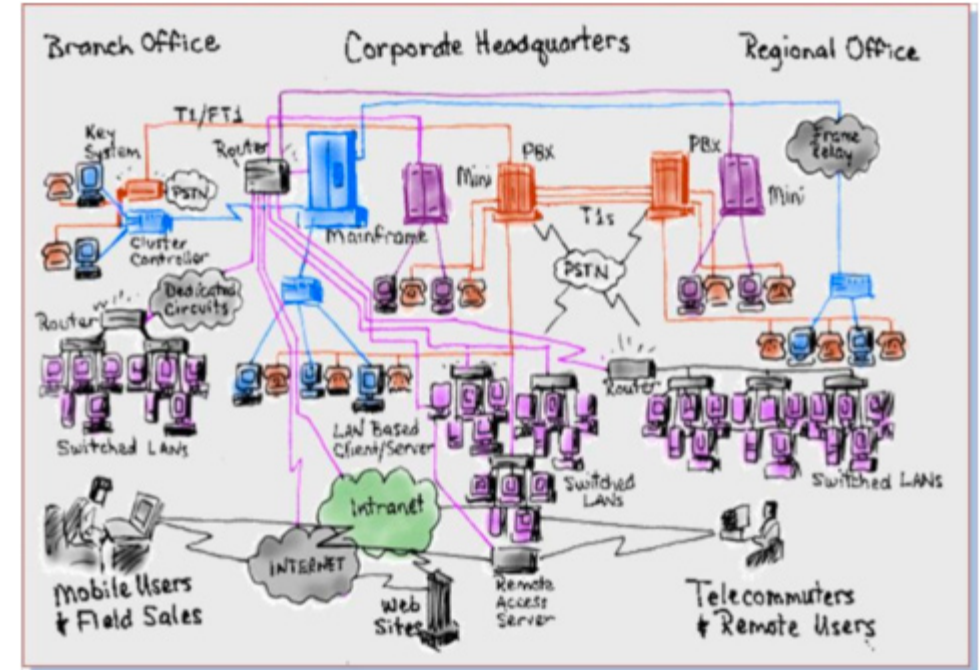 Branch Office
Corporate Headquarters
Regional Office
T1/FT1
Key
System
Router
PBX
PBX
Frame
Relay
PSTN
Mini
Mini
T1s
Mainframe
Cluster
Controller
PSTN
Dedicated
Circuits
Router
Router
LAN Based
Client/Server
Switched LANs
Switched
LANs
Switched LANs
Intranet
INTERNET
Mobile Users
& Field Sales
Web
Sites
Remote
Access
Server
Telecommuters
& Remote Users